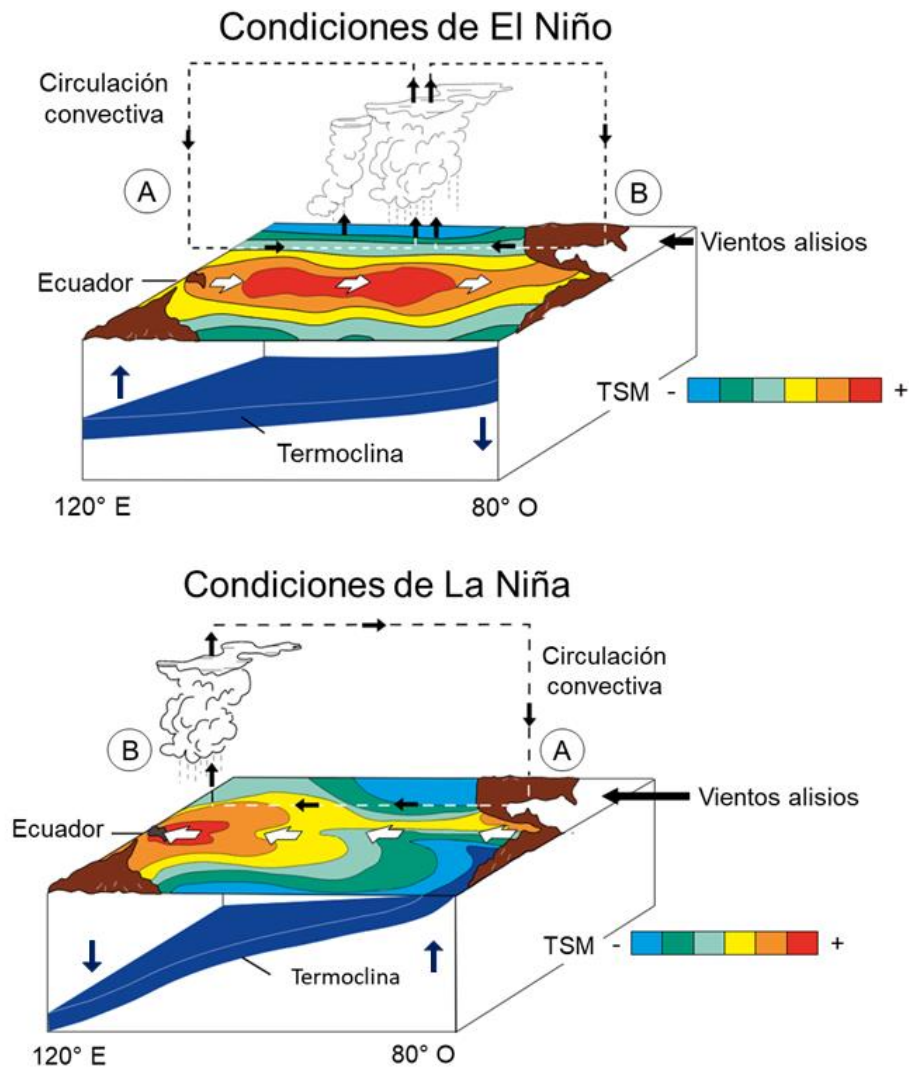 Condiciones de El Niño
Circulación
convectiva
A
B
Vientos alisios
Ecuador
TSM - +
Termoclina
120° E
80° O
Condiciones de La Niña
Circulación
convectiva
B
A
Vientos alisios
Ecuador
TSM - +
Termoclina
120° E
80° O